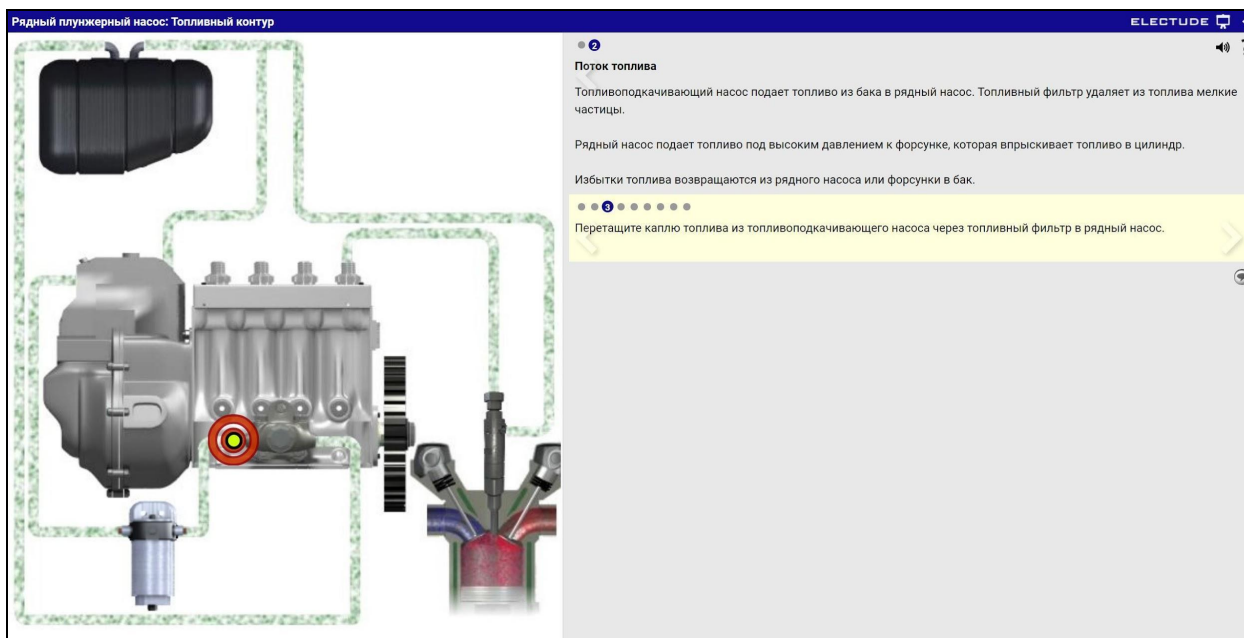 Рядный плунжерный насос: Топливный контур
ELECTUDE
2
Поток топлива
Топливоподкачивающий насос подает топливо из бака в рядный насос. Топливный фильтр удаляет из топлива мелкие
частицы.
Рядный насос подает топливо под высоким давлением к форсунке, которая впрыскивает топливо в цилиндр.
Избытки топлива возвращаются из рядного насоса или форсунки в бак.
3
Перетащите каплю топлива из топливоподкачивающего насоса через топливный фильтр в рядный насос.